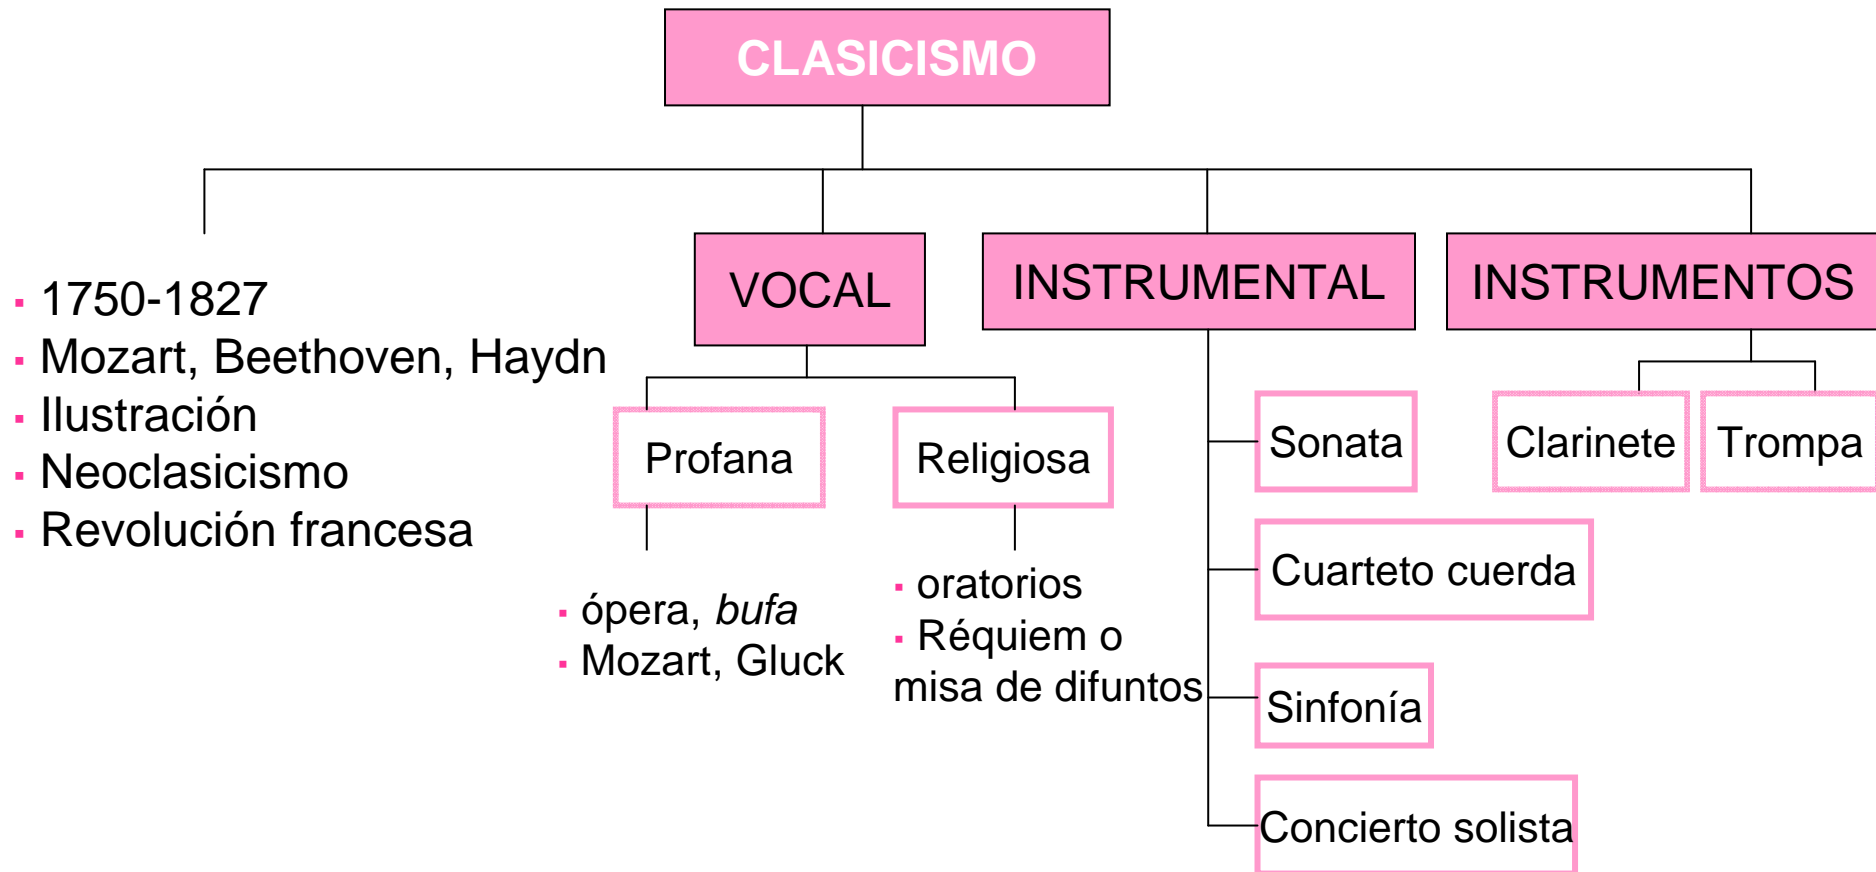 CLASICISMO
▪ 1750-1827
▪ Mozart, Beethoven, Haydn
▪ Ilustración
▪ Neoclasicismo
▪ Revolución francesa
VOCAL
Profana
▪ ópera, bufa
▪ Mozart, Gluck
Religiosa
▪ oratorios
▪ Réquiem o
misa de difuntos
INSTRUMENTAL
Sonata
Cuarteto cuerda
Sinfonía
Concierto solista
INSTRUMENTOS
Clarinete
Trompa